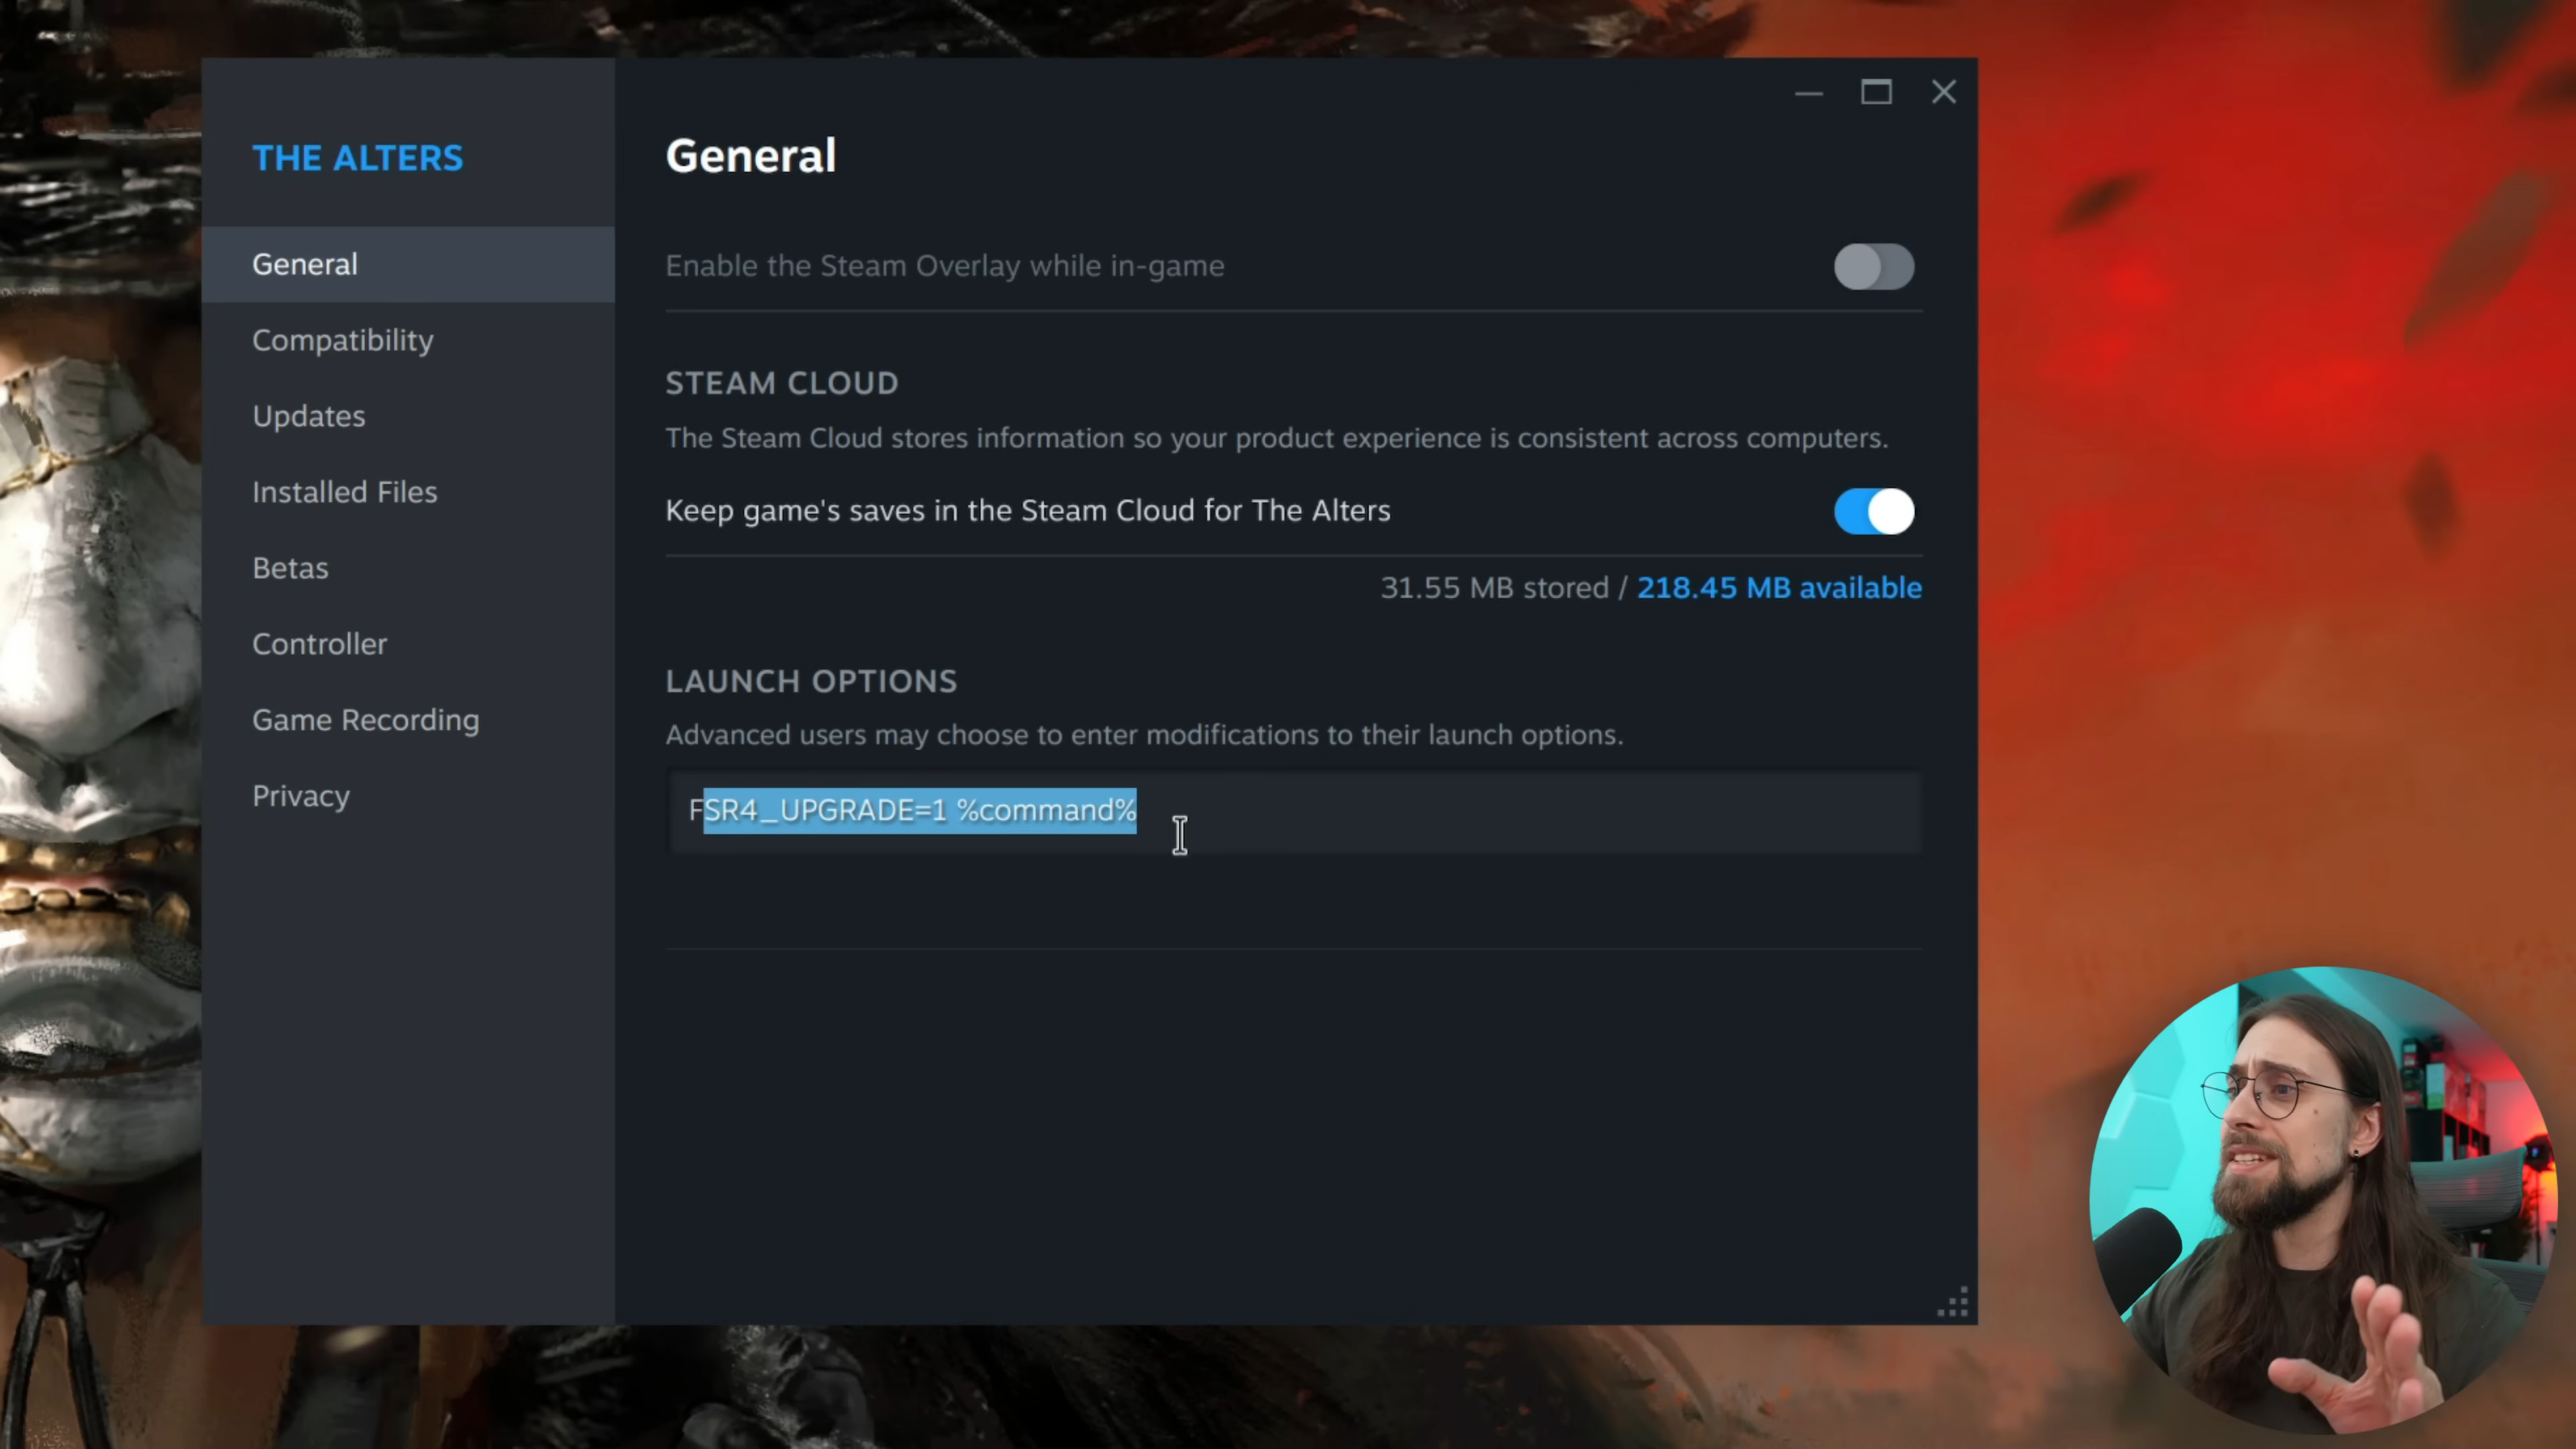 THE ALTERS
General
Compatibility
Updates
Installed Files
Betas
Controller
Game Recording
Privacy
General
Enable the Steam Overlay while in-game
STEAM CLOUD
The Steam Cloud stores information so your product experience is consistent across computers.
Keep game's saves in the Steam Cloud for The Alters
31.55 MB stored / 218.45 MB available
LAUNCH OPTIONS
Advanced users may choose to enter modifications to their launch options.
FSR4_UPGRADE=1 %command%